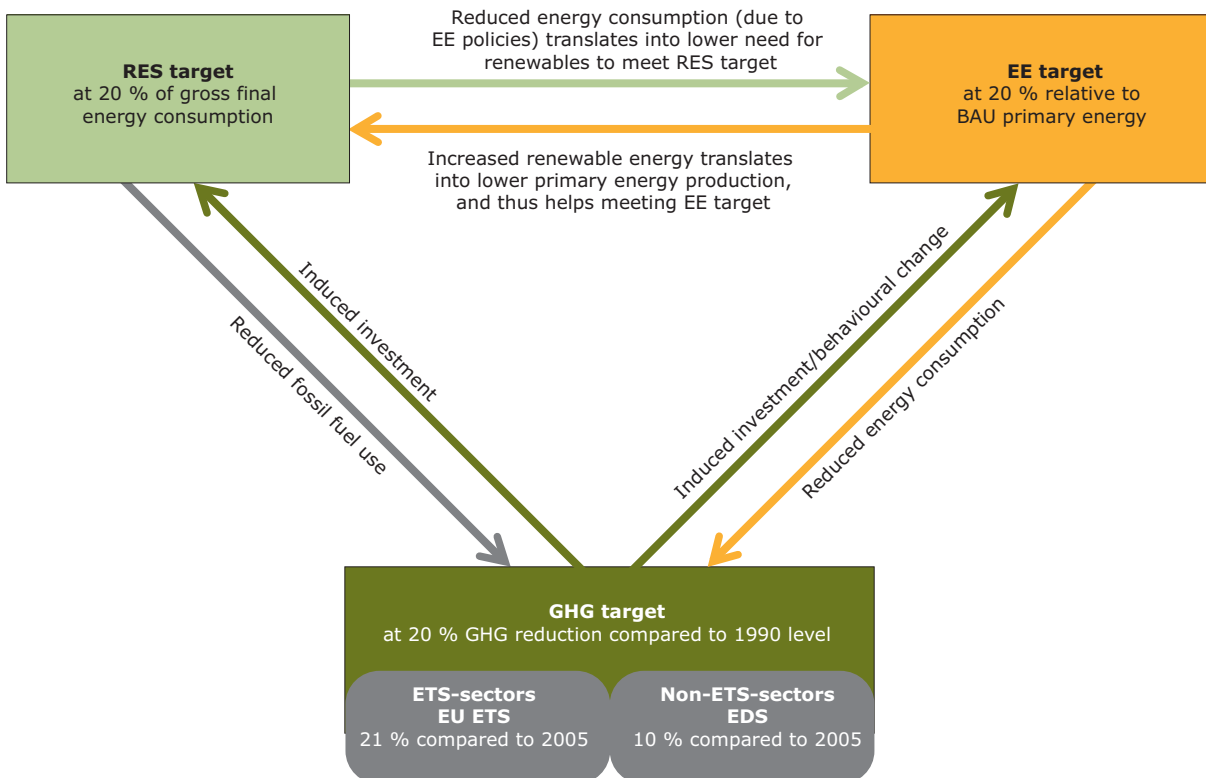 Reduced energy consumption (due to
EE policies) translates into lower need for
renewables to meet RES target
RES target
at 20 % of gross final
energy consumption
EE target
at 20 % relative to
BAU primary energy
Increased renewable energy translates
into lower primary energy production,
and thus helps meeting EE target
Induced investment
Reduced fossil fuel use
Induced investment/behavioural change
Reduced energy consumption
GHG target
at 20 % GHG reduction compared to 1990 level
ETS-sectors
EU ETS
21 % compared to 2005
Non-ETS-sectors
EDS
10 % compared to 2005